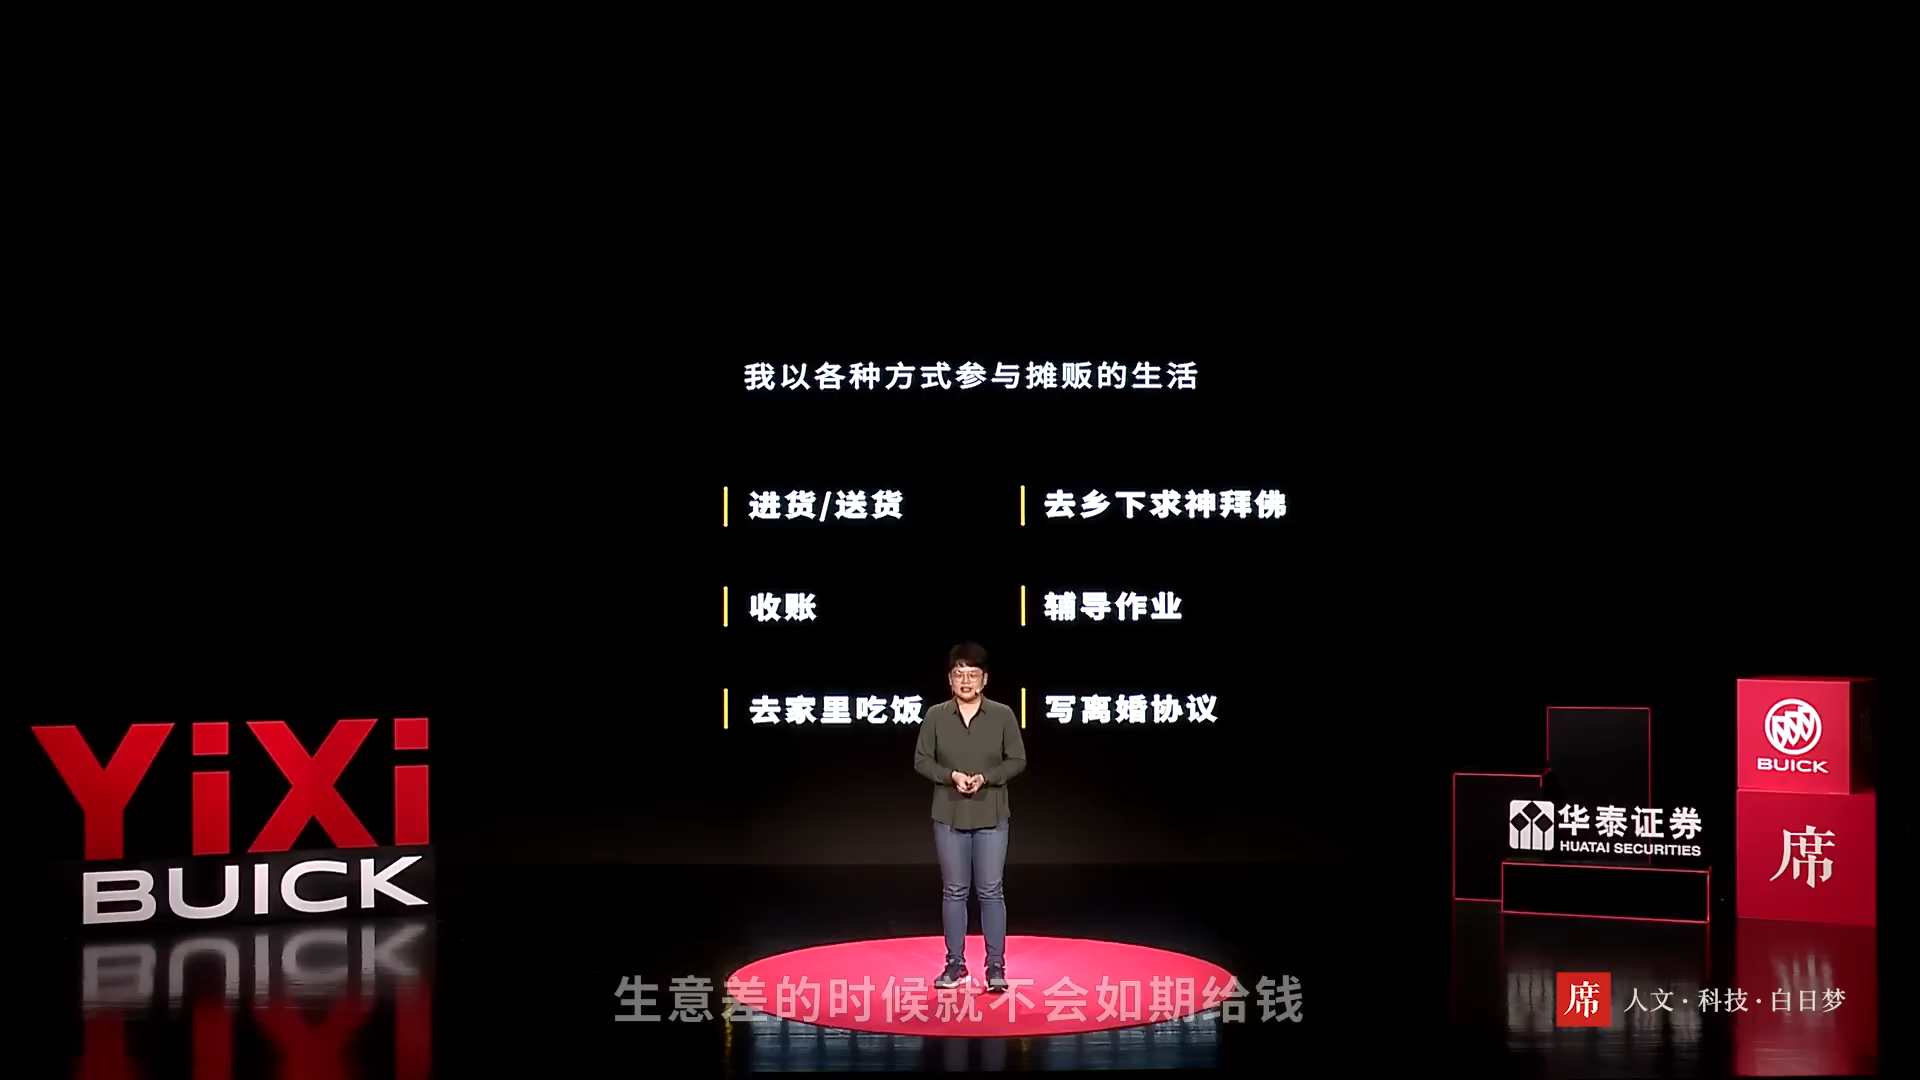 我以各种方式参与摊贩的生活
进货/送货
去乡下求神拜佛
收账
辅导作业
去家里吃饭
写离婚协议
YiXi
BUICK
BUICK
华泰证券
HUATAI SECURITIES
席
生意差的时候就不会如期给钱
席 人文·科技·白日梦